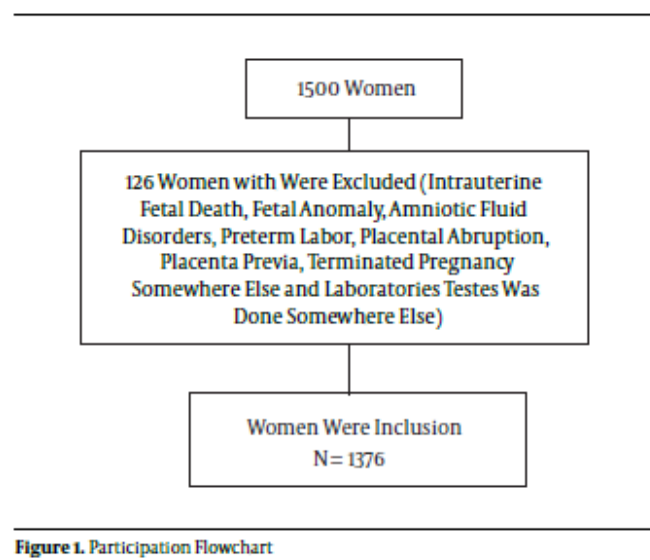 1500 Women
126 Women with Were Excluded (Intrauterine
Fetal Death, Fetal Anomaly, Amniotic Fluid
Disorders, Preterm Labor, Placental Abruption,
Placenta Previa, Terminated Pregnancy
Somewhere Else and Laboratories Testes Was
Done Somewhere Else)
Women Were Inclusion
N= 1376
Figure 1. Participation Flowchart